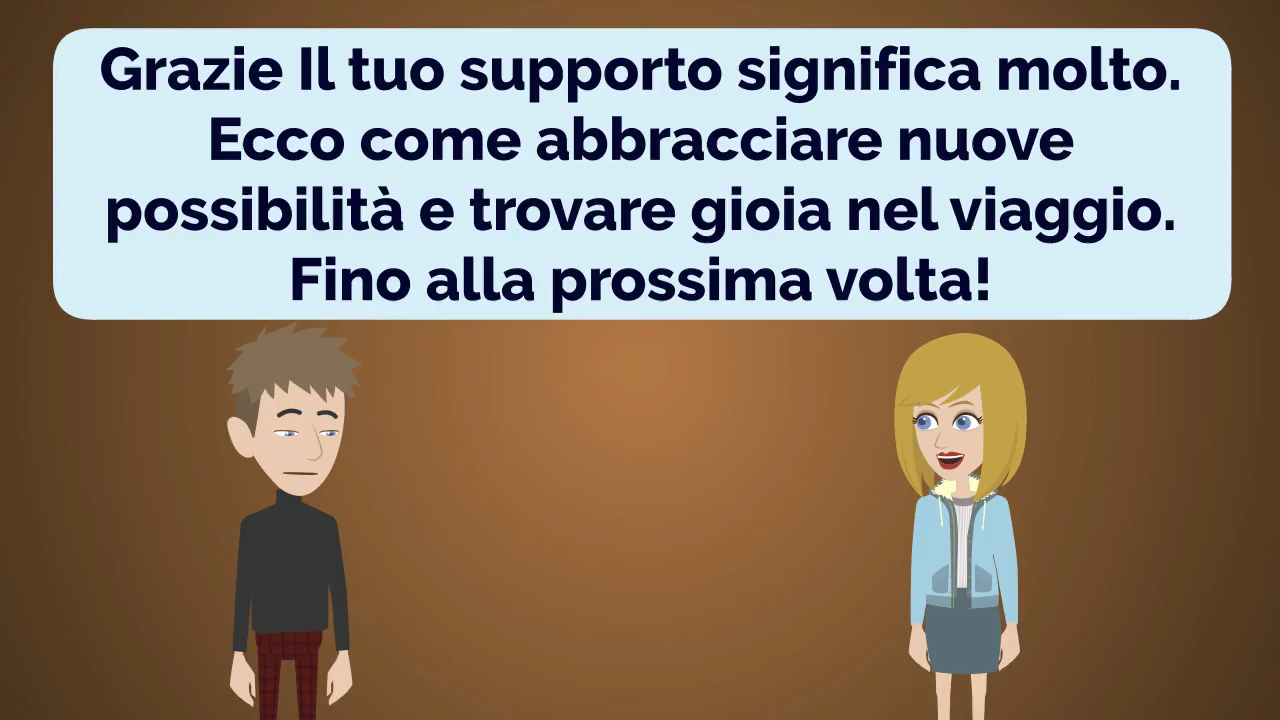 Grazie Il tuo supporto significa molto.
Ecco come abbracciare nuove
possibilità e trovare gioia nel viaggio.
Fino alla prossima volta!